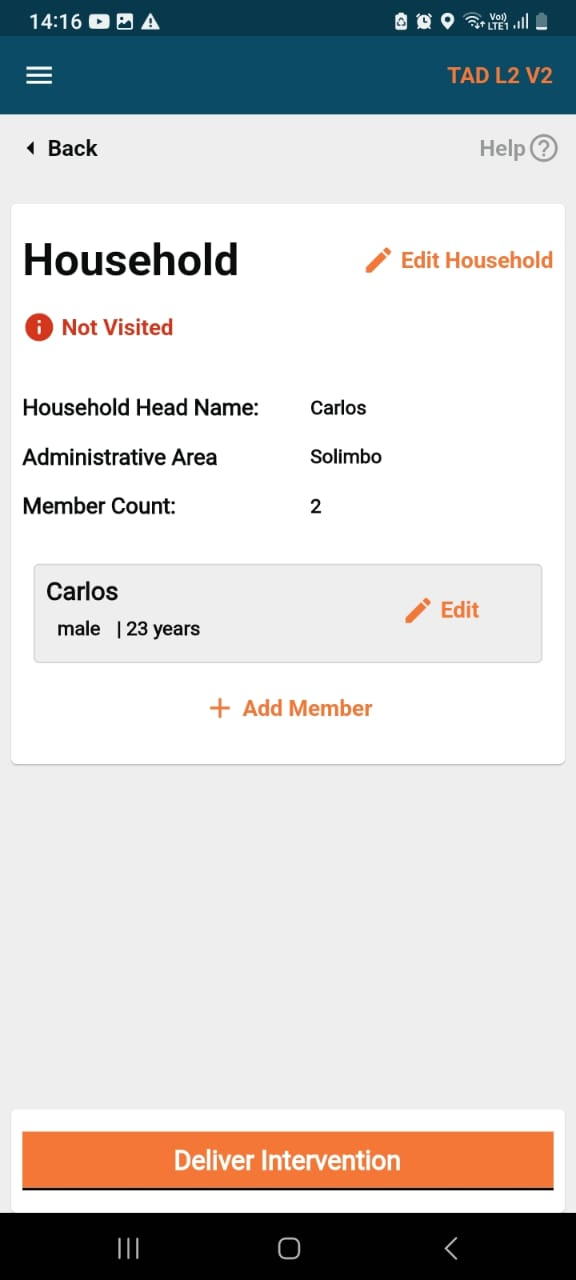 14:16
Vo)) LTE1
TAD L2 V2
Back
Help ?
Household
Edit Household
Not Visited
Household Head Name: Carlos
Administrative Area Solimbo
Member Count: 2
Carlos
male | 23 years
Edit
+ Add Member
Deliver Intervention